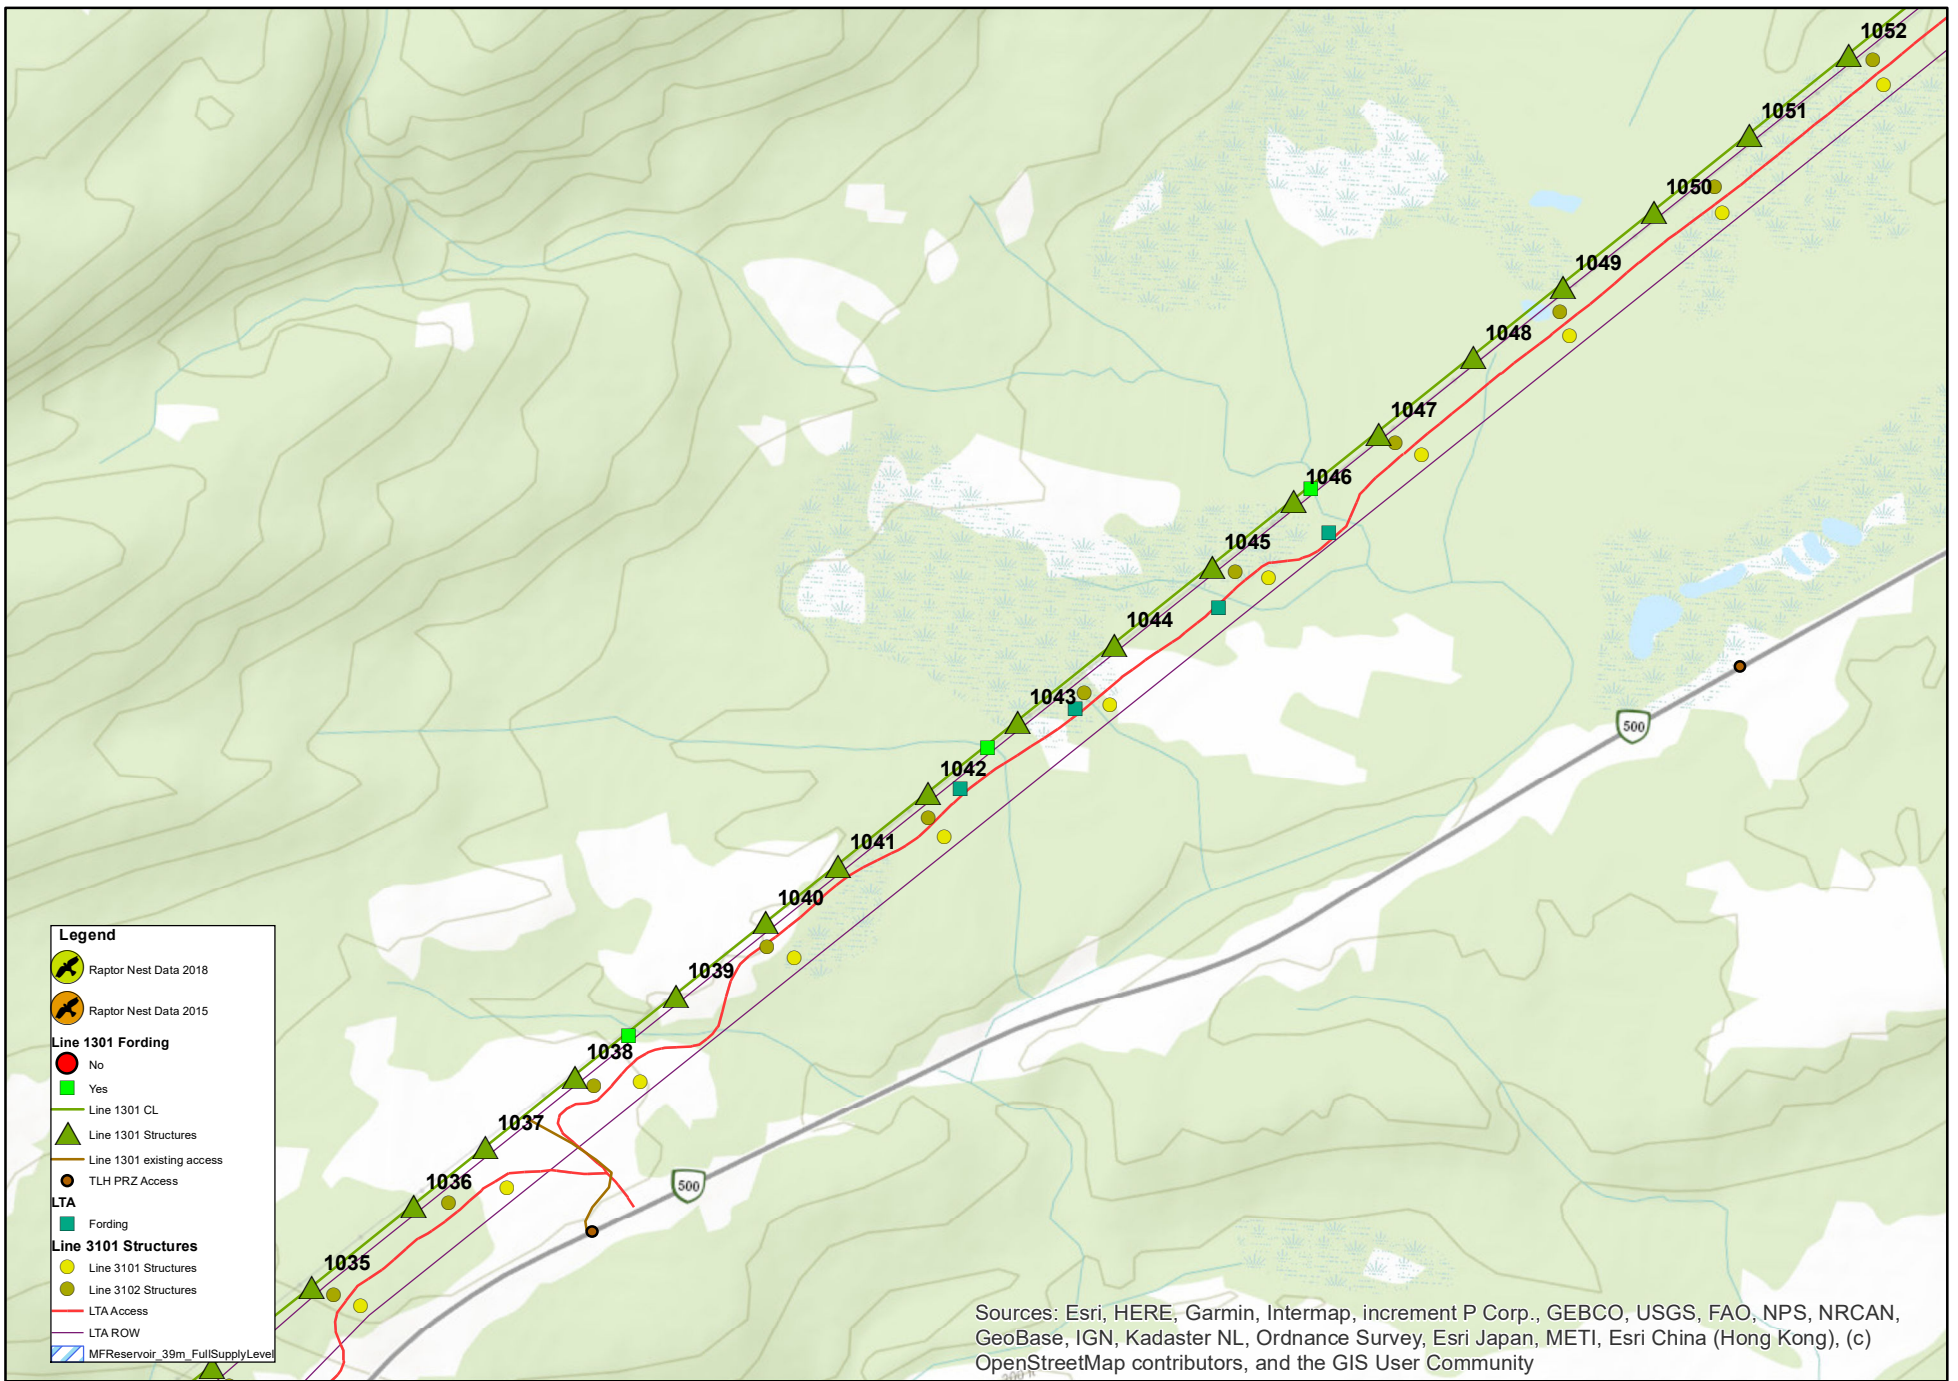 1052
1051
1050
1049
1048
1047
1046
1045
1044
1043
1042
1041
1040
1039
1038
1037
1036
1035
500
500
Legend
Raptor Nest Data 2018
Raptor Nest Data 2015
Line 1301 Fording
No
Yes
Line 1301 CL
Line 1301 Structures
Line 1301 existing access
TLH PRZ Access
LTA
Fording
Line 3101 Structures
Line 3101 Structures
Line 3102 Structures
LTA Access
LTA ROW
MFReservoir_39m_FullSupplyLevel
Sources: Esri, HERE, Garmin, Intermap, increment P Corp., GEBCO, USGS, FAO, NPS, NRCAN,
GeoBase, IGN, Kadaster NL, Ordnance Survey, Esri Japan, METI, Esri China (Hong Kong), (c)
OpenStreetMap contributors, and the GIS User Community